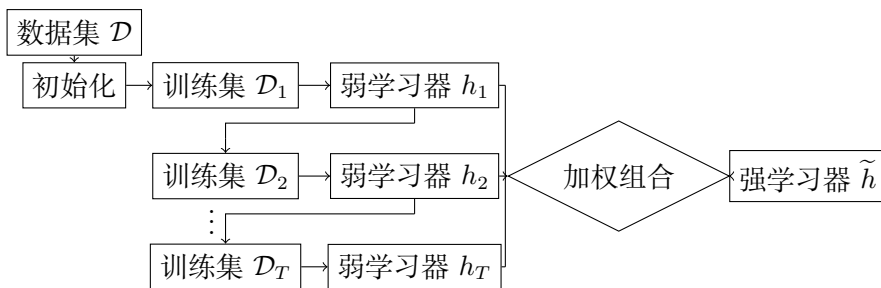 数据集 𝒟
初始化
训练集 𝒟₁
弱学习器 h₁
训练集 𝒟₂
弱学习器 h₂
加权组合
强学习器 h̃
⋮
训练集 𝒟_T
弱学习器 h_T